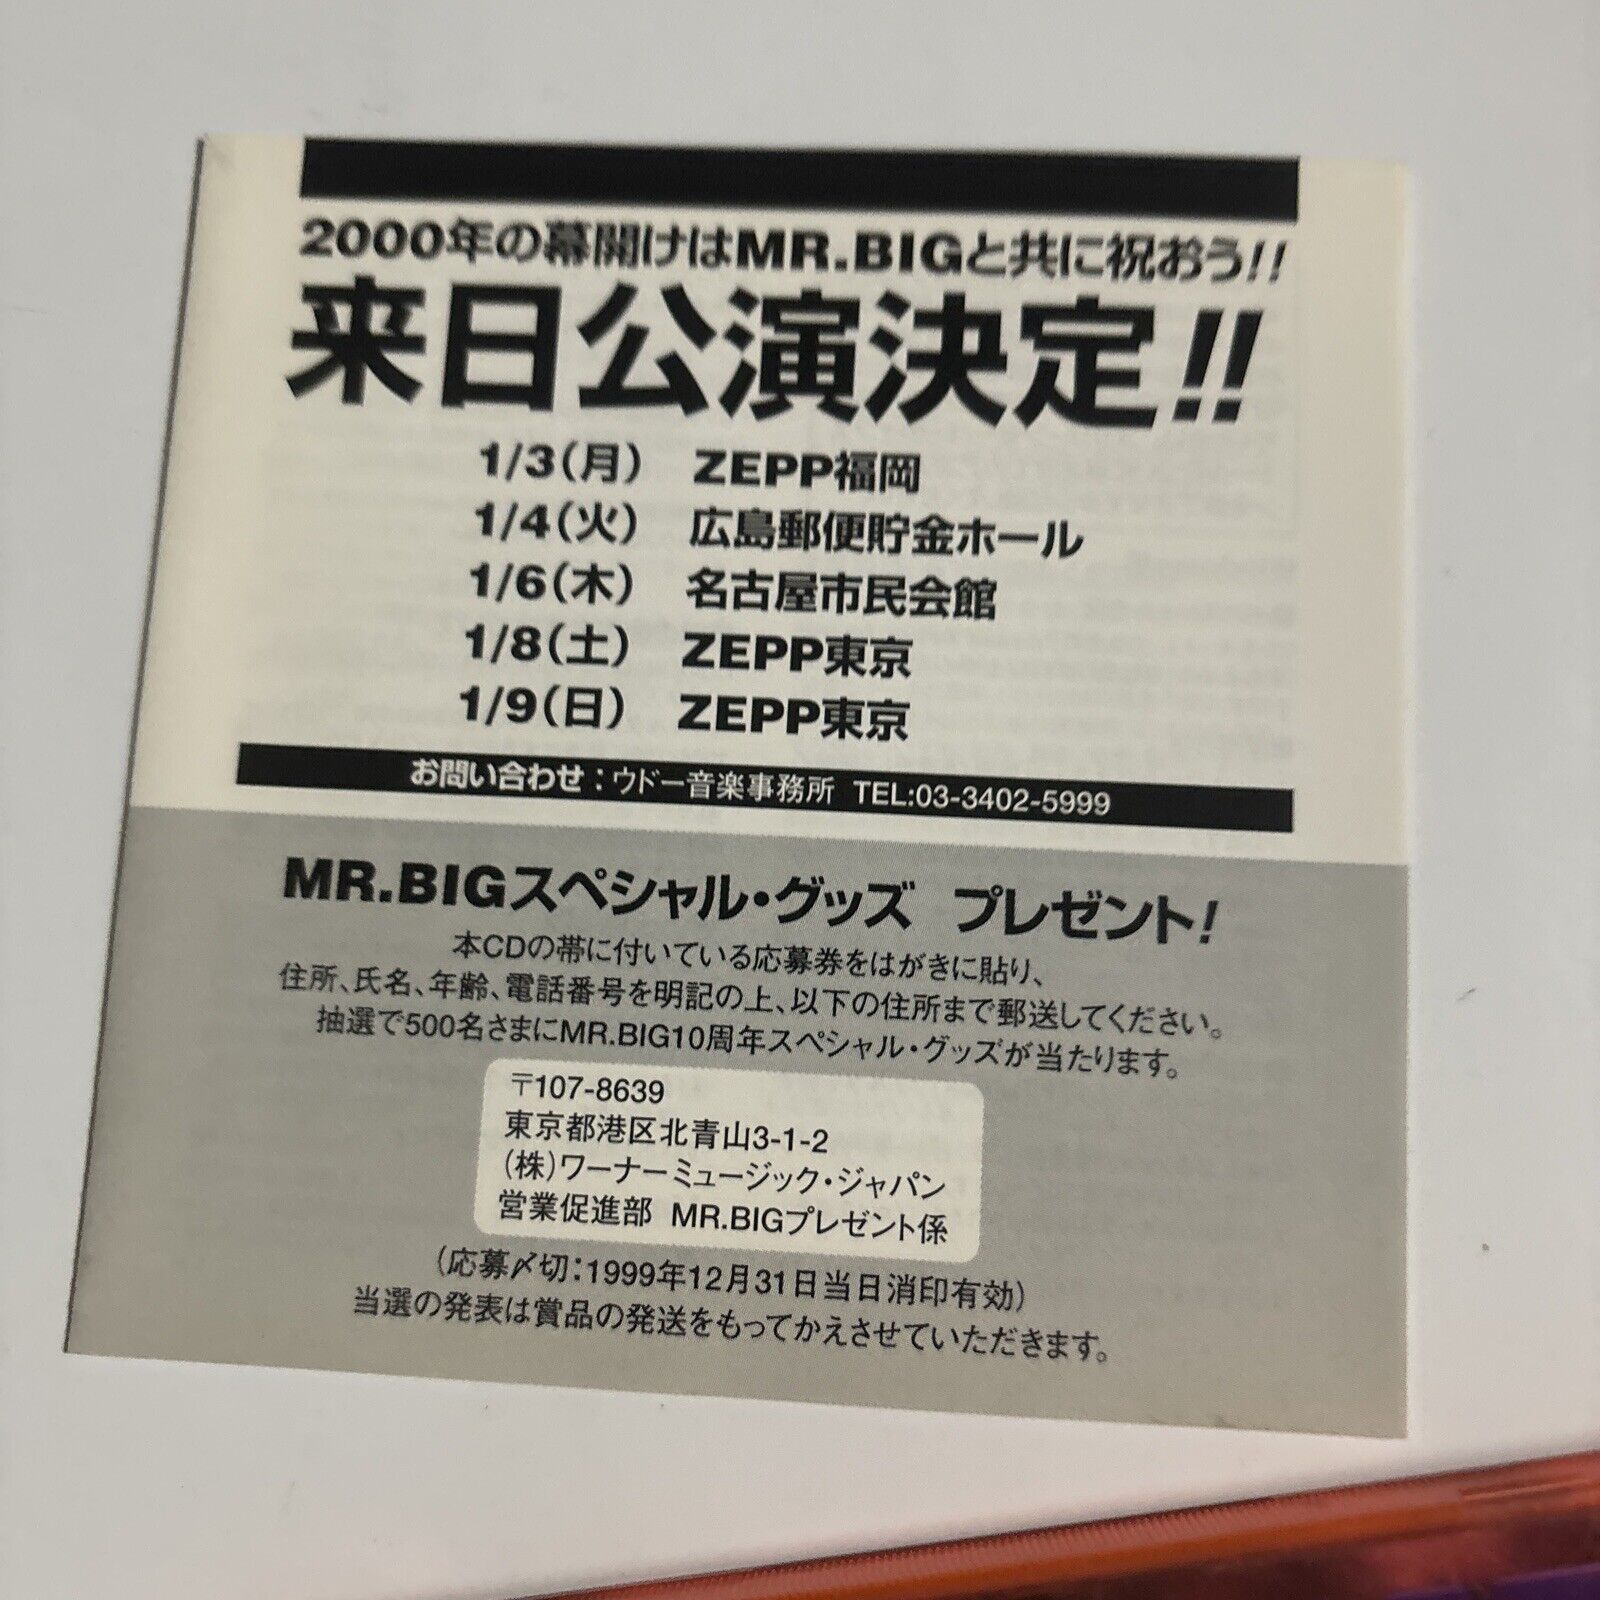 2000年の幕開けはMR.BIGと共に祝おう!!
来日公演決定!!
1/3(月) ZEPP福岡
1/4(火) 広島郵便貯金ホール
1/6(木) 名古屋市民会館
1/8(土) ZEPP東京
1/9(日) ZEPP東京
お問い合わせ：ウドー音楽事務所 TEL:03-3402-5999
MR.BIGスペシャル・グッズ プレゼント!
本CDの帯に付いている応募券をはがきに貼り、
住所、氏名、年齢、電話番号を明記の上、以下の住所まで郵送してください。
抽選で500名さまにMR.BIG10周年スペシャル・グッズが当たります。
〒107-8639
東京都港区北青山3-1-2
(株)ワーナーミュージック・ジャパン
営業促進部 MR.BIGプレゼント係
(応募〆切：1999年12月31日当日消印有効)
当選の発表は賞品の発送をもってかえさせていただきます。